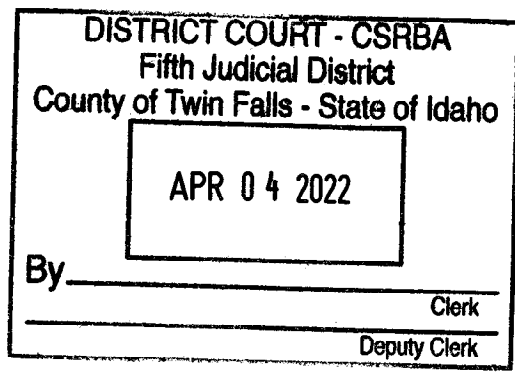 DISTRICT COURT - CSRBA
Fifth Judicial District
County of Twin Falls - State of Idaho
APR 04 2022
By
Clerk
Deputy Clerk